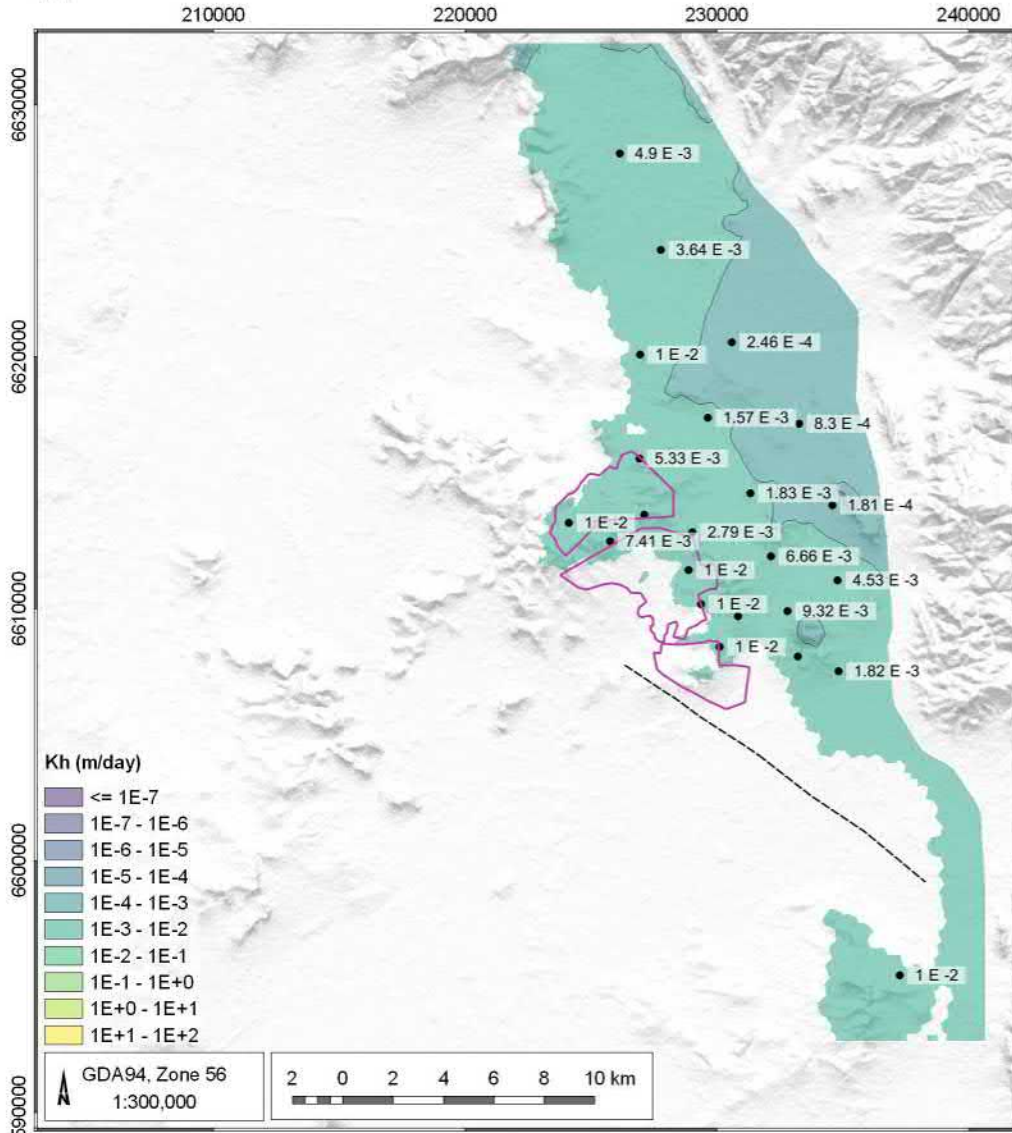 210000
220000
230000
240000
6630000
4.9 E -3
3.64 E -3
2.46 E -4
6620000
1 E -2
1.57 E -3
8.3 E -4
5.33 E -3
1.83 E -3
1.81 E -4
1 E -2
2.79 E -3
7.41 E -3
6.66 E -3
1 E -2
4.53 E -3
6610000
1 E -2
9.32 E -3
1 E -2
1.82 E -3
Kh (m/day)
<= 1E-7
1E-7 - 1E-6
1E-6 - 1E-5
1E-5 - 1E-4
6600000
1E-4 - 1E-3
1E-3 - 1E-2
1E-2 - 1E-1
1E-1 - 1E+0
1 E -2
1E+0 - 1E+1
1E+1 - 1E+2
GDA94, Zone 56
1:300,000
2 0 2 4 6 8 10 km